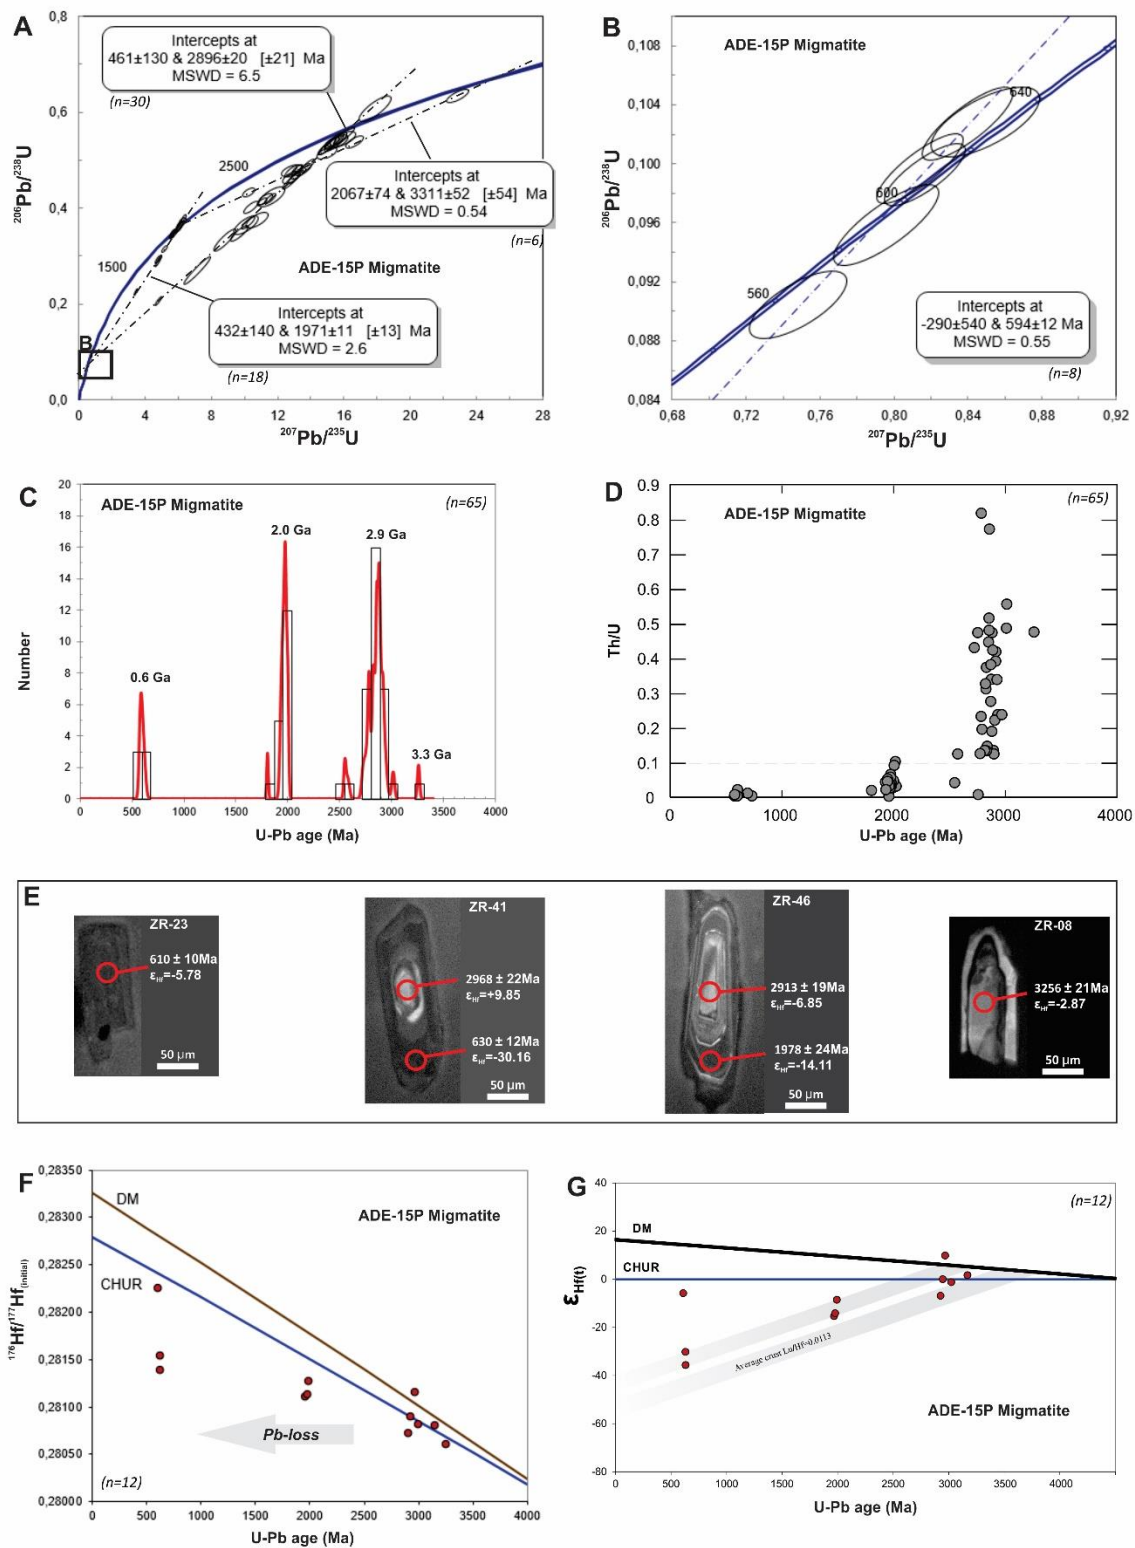 A
0,8
0,6
0,4
0,2
0,0
0
4
8
12
16
20
24
28
²⁰⁶Pb/²³⁸U
²⁰⁷Pb/²³⁵U
Intercepts at
461±130 & 2896±20 [±21] Ma
MSWD = 6.5
(n=30)
2500
1500
Intercepts at
2067±74 & 3311±52 [±54] Ma
MSWD = 0.54
(n=6)
ADE-15P Migmatite
Intercepts at
432±140 & 1971±11 [±13] Ma
MSWD = 2.6
(n=18)
B
B
ADE-15P Migmatite
0,108
0,104
0,100
0,096
0,092
0,088
0,084
0,68
0,72
0,76
0,80
0,84
0,88
0,92
²⁰⁶Pb/²³⁸U
²⁰⁷Pb/²³⁵U
640
600
560
Intercepts at
-290±540 & 594±12 Ma
MSWD = 0.55
(n=8)
C
ADE-15P Migmatite
(n=65)
20
18
16
14
12
10
8
6
4
2
0
Number
0.6 Ga
2.0 Ga
2.9 Ga
3.3 Ga
0
500
1000
1500
2000
2500
3000
3500
4000
U-Pb age (Ma)
D
ADE-15P Migmatite
(n=65)
0.9
0.8
0.7
0.6
0.5
0.4
0.3
0.2
0.1
0
Th/U
0
1000
2000
3000
4000
U-Pb age (Ma)
E
ZR-23
610 ± 10Ma
εHf=-5.78
50 µm
ZR-41
2968 ± 22Ma
εHf=+9.85
630 ± 12Ma
εHf=-30.16
50 µm
ZR-46
2913 ± 19Ma
εHf=-6.85
1978 ± 24Ma
εHf=-14.11
50 µm
ZR-08
3256 ± 21Ma
εHf=-2.87
50 µm
F
0,28350
0,28300
0,28250
0,28200
0,28150
0,28100
0,28050
0,28000
¹⁷⁶Hf/¹⁷⁷Hf(initial)
DM
CHUR
ADE-15P Migmatite
Pb-loss
(n=12)
0
500
1000
1500
2000
2500
3000
3500
4000
U-Pb age (Ma)
G
(n=12)
40
20
0
-20
-40
-60
-80
εHf(t)
DM
CHUR
Average crust Lu/Hf=0.0113
ADE-15P Migmatite
0
500
1000
1500
2000
2500
3000
3500
4000
U-Pb age (Ma)